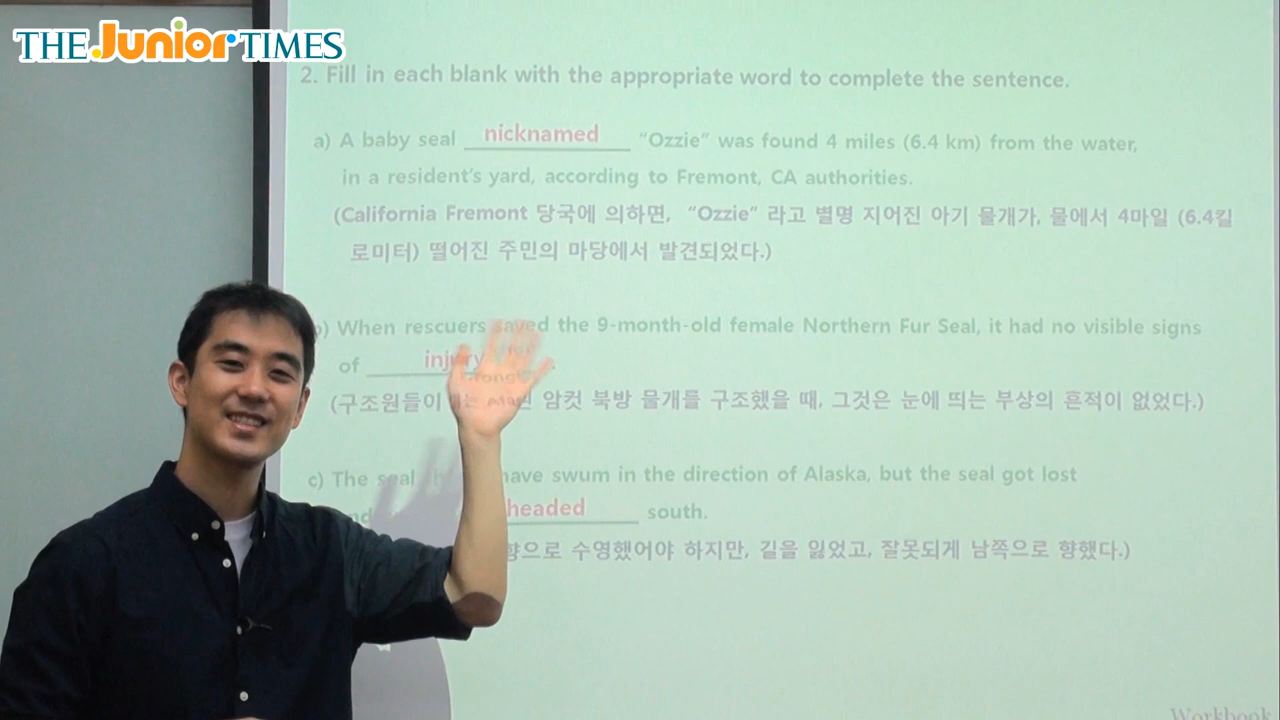 THE Junior TIMES
2. Fill in each blank with the appropriate word to complete the sentence.
a) A baby seal nicknamed “Ozzie” was found 4 miles (6.4 km) from the water,
in a resident’s yard, according to Fremont, CA authorities.
(California Fremont 당국에 의하면, “Ozzie” 라고 별명 지어진 아기 물개가, 물에서 4마일 (6.4킬
로미터) 떨어진 주민의 마당에서 발견되었다.)
When rescuers saved the 9-month-old female Northern Fur Seal, it had no visible signs
of injury
(구조원들이 암컷 북방 물개를 구조했을 때, 그것은 눈에 띄는 부상의 흔적이 없었다.)
c) The seal have swum in the direction of Alaska, but the seal got lost
headed south.
수영했어야 하지만, 길을 잃었고, 잘못되게 남쪽으로 향했다.)
Workbook